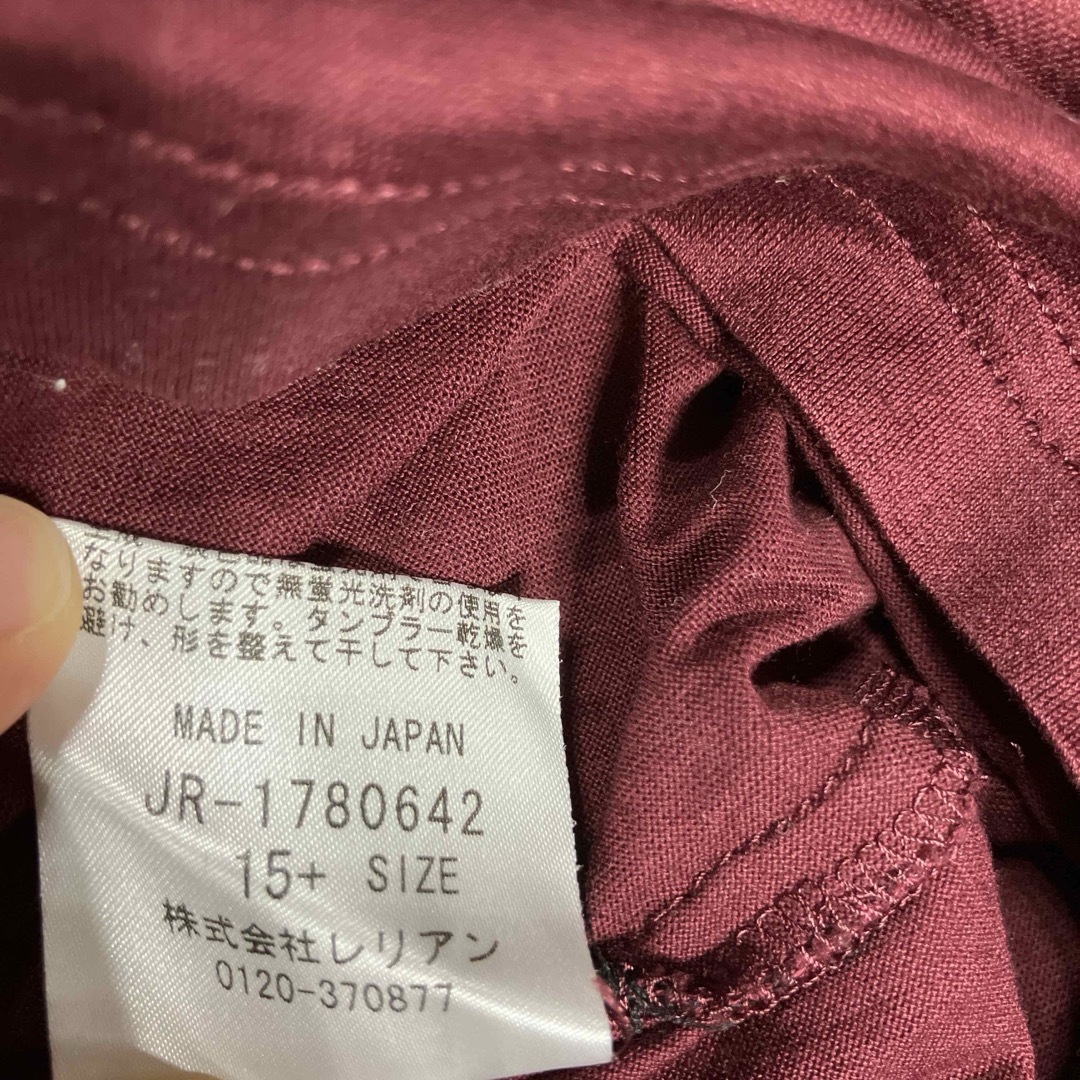 なりますので無蛍光洗剤の使用を
お勧めします。タンブラー乾燥を
避け、形を整えて干して下さい。
MADE IN JAPAN
JR-1780642
15+ SIZE
株式会社レリアン
0120-370877